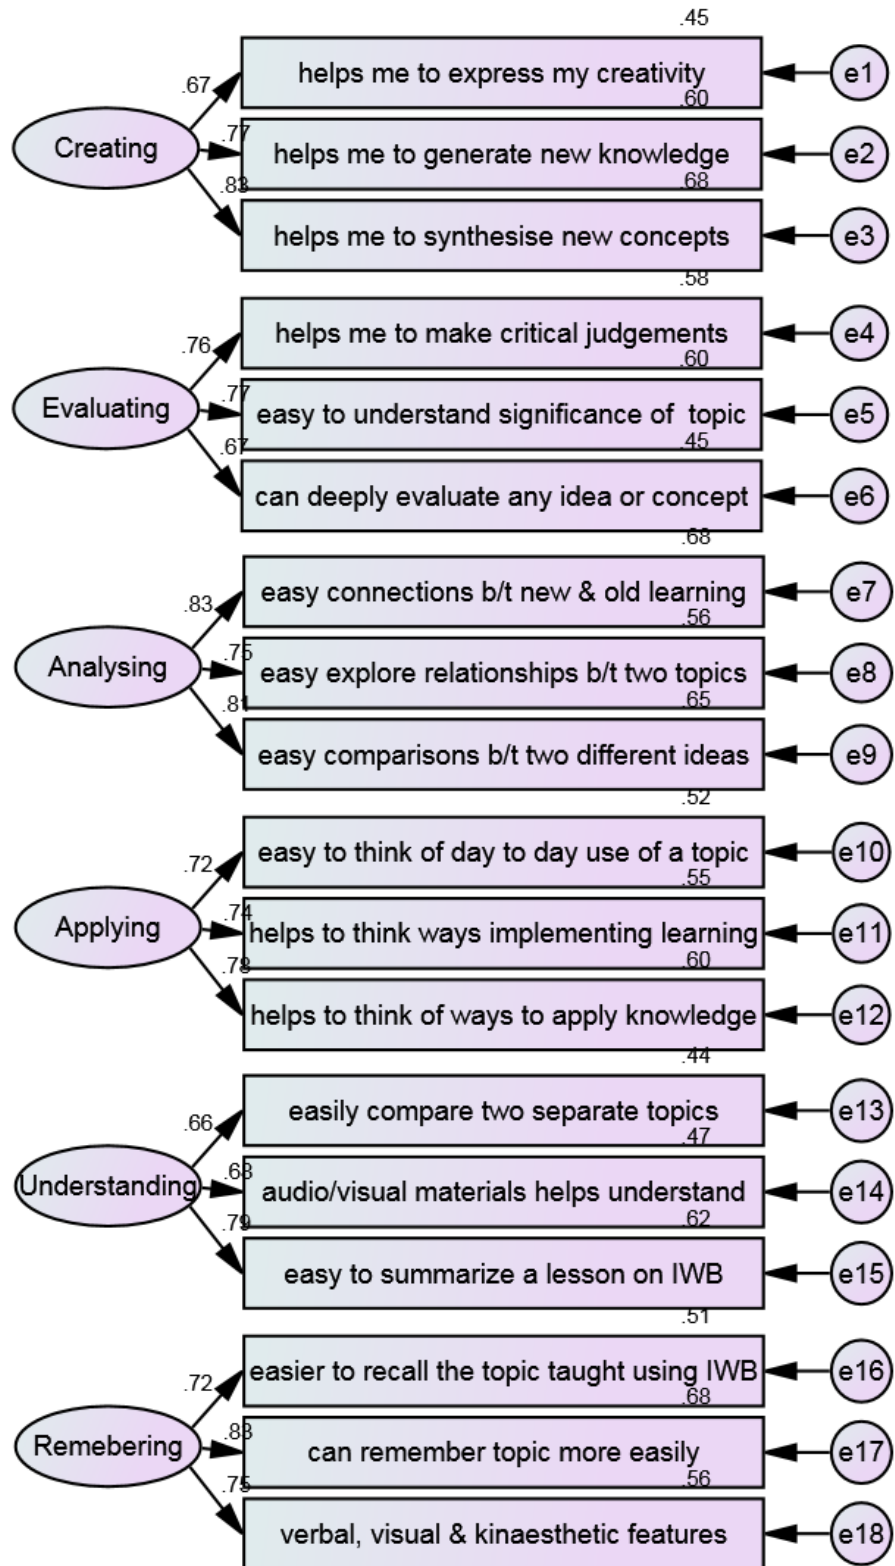 .45
.67
helps me to express my creativity
e1
.60
Creating
.77
helps me to generate new knowledge
e2
.68
.83
helps me to synthesise new concepts
e3
.58
.76
helps me to make critical judgements
e4
.60
Evaluating
.77
easy to understand significance of topic
e5
.45
.67
can deeply evaluate any idea or concept
e6
.68
.83
easy connections b/t new & old learning
e7
.56
Analysing
.75
easy explore relationships b/t two topics
e8
.65
.81
easy comparisons b/t two different ideas
e9
.52
.72
easy to think of day to day use of a topic
e10
.55
Applying
.74
helps to think ways implementing learning
e11
.60
.78
helps to think of ways to apply knowledge
e12
.44
.66
easily compare two separate topics
e13
.47
Understanding
.68
audio/visual materials helps understand
e14
.62
.79
easy to summarize a lesson on IWB
e15
.51
.72
easier to recall the topic taught using IWB
e16
.68
Remebering
.83
can remember topic more easily
e17
.56
.75
verbal, visual & kinaesthetic features
e18